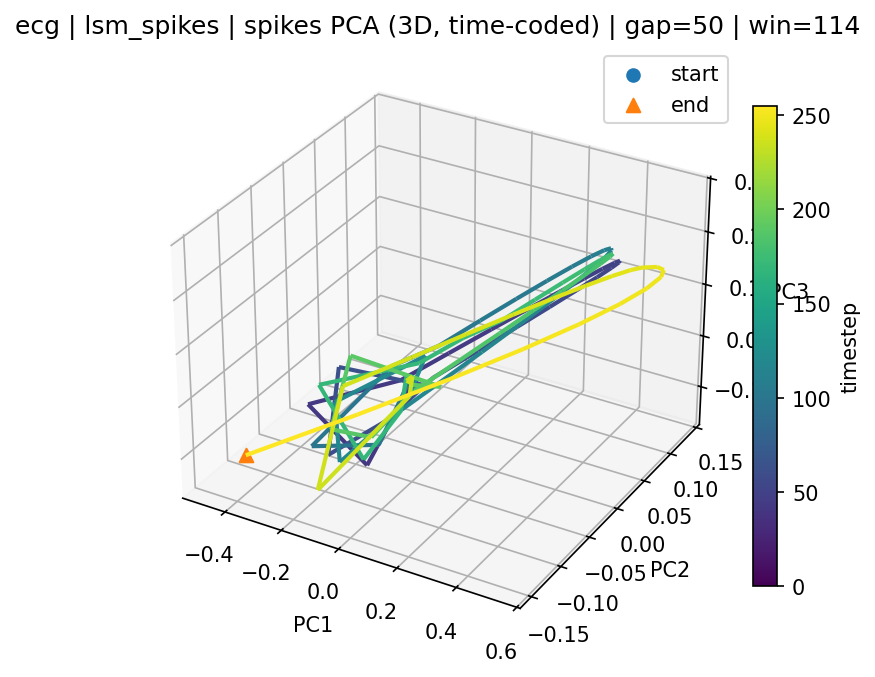 ecg | lsm_spikes | spikes PCA (3D, time-coded) | gap=50 | win=114
start
end
250
200
150
100
50
0
timestep
PC3
0.15
0.10
0.05
0.00
−0.05
−0.10
−0.15
PC2
−0.4
−0.2
0.0
0.2
0.4
0.6
PC1